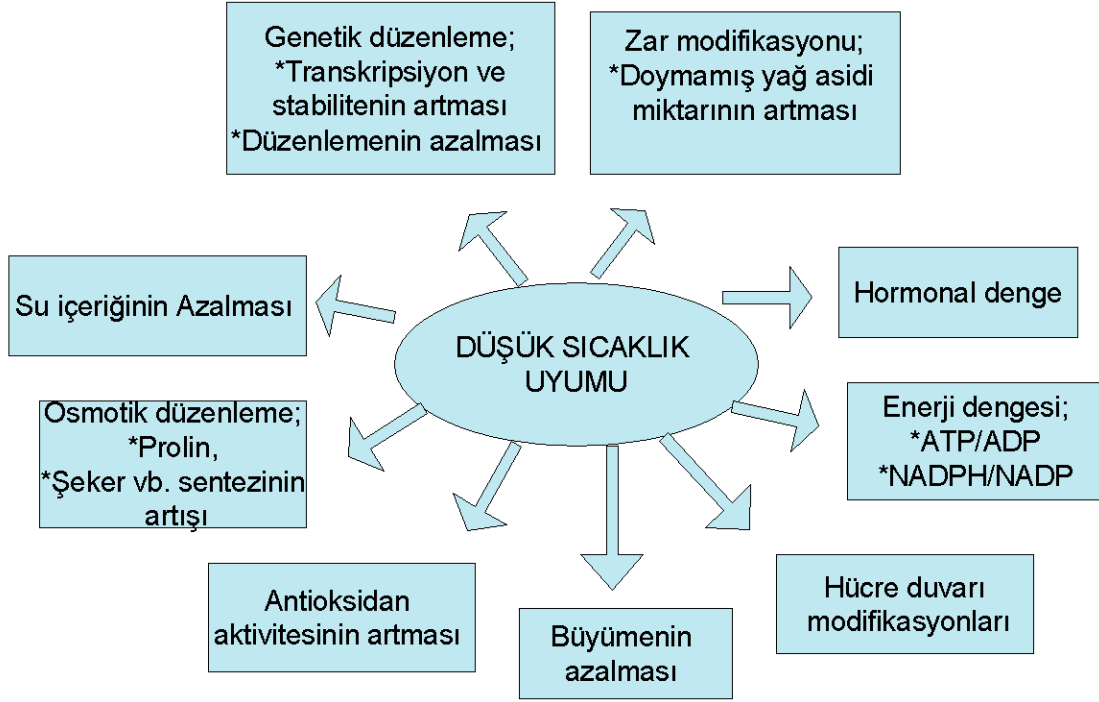 Genetik düzenleme;
*Transkripsiyon ve
stabilitenin artması
*Düzenlemenin azalması
Zar modifikasyonu;
*Doymamış yağ asidi
miktarının artması
Su içeriğinin Azalması
Hormonal denge
DÜŞÜK SICAKLIK
UYUMU
Osmotik düzenleme;
*Prolin,
*Şeker vb. sentezinin
artışı
Enerji dengesi;
*ATP/ADP
*NADPH/NADP
Antioksidan
aktivitesinin artması
Büyümenin
azalması
Hücre duvarı
modifikasyonları